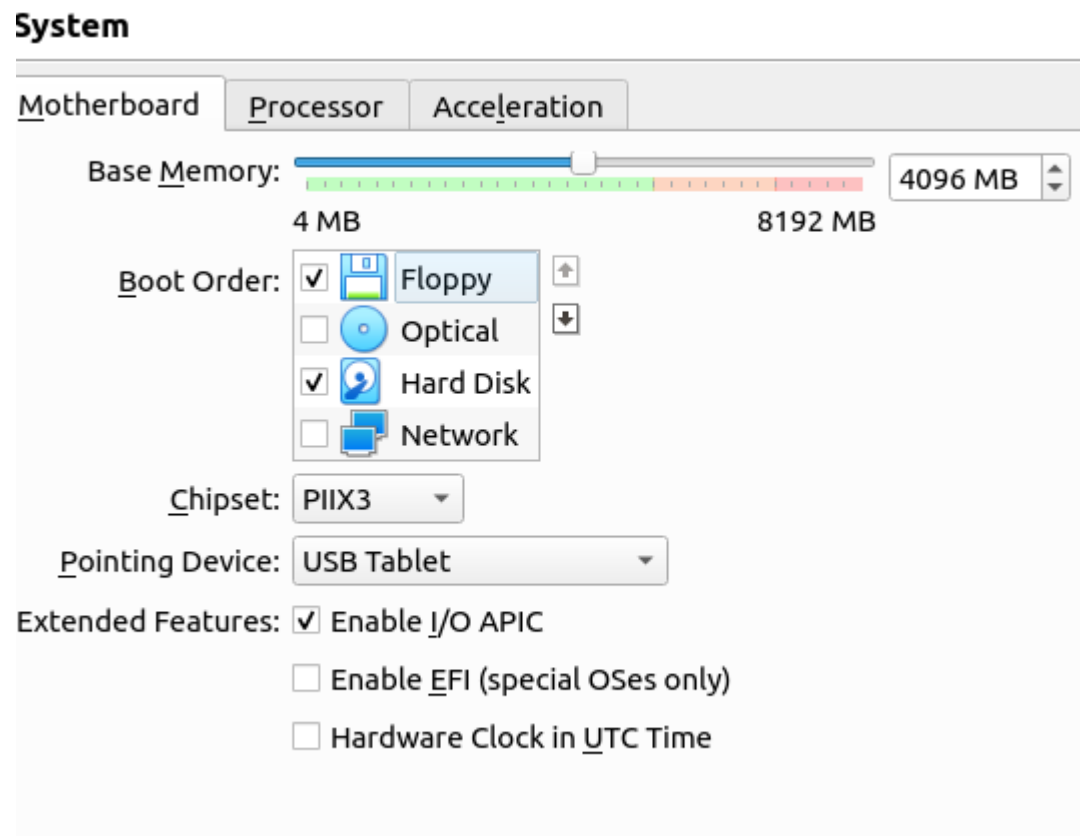 System
Motherboard Processor Acceleration
Base Memory: 4096 MB
4 MB 8192 MB
Boot Order: Floppy
Optical
Hard Disk
Network
Chipset: PIIX3
Pointing Device: USB Tablet
Extended Features: Enable I/O APIC
Enable EFI (special OSes only)
Hardware Clock in UTC Time